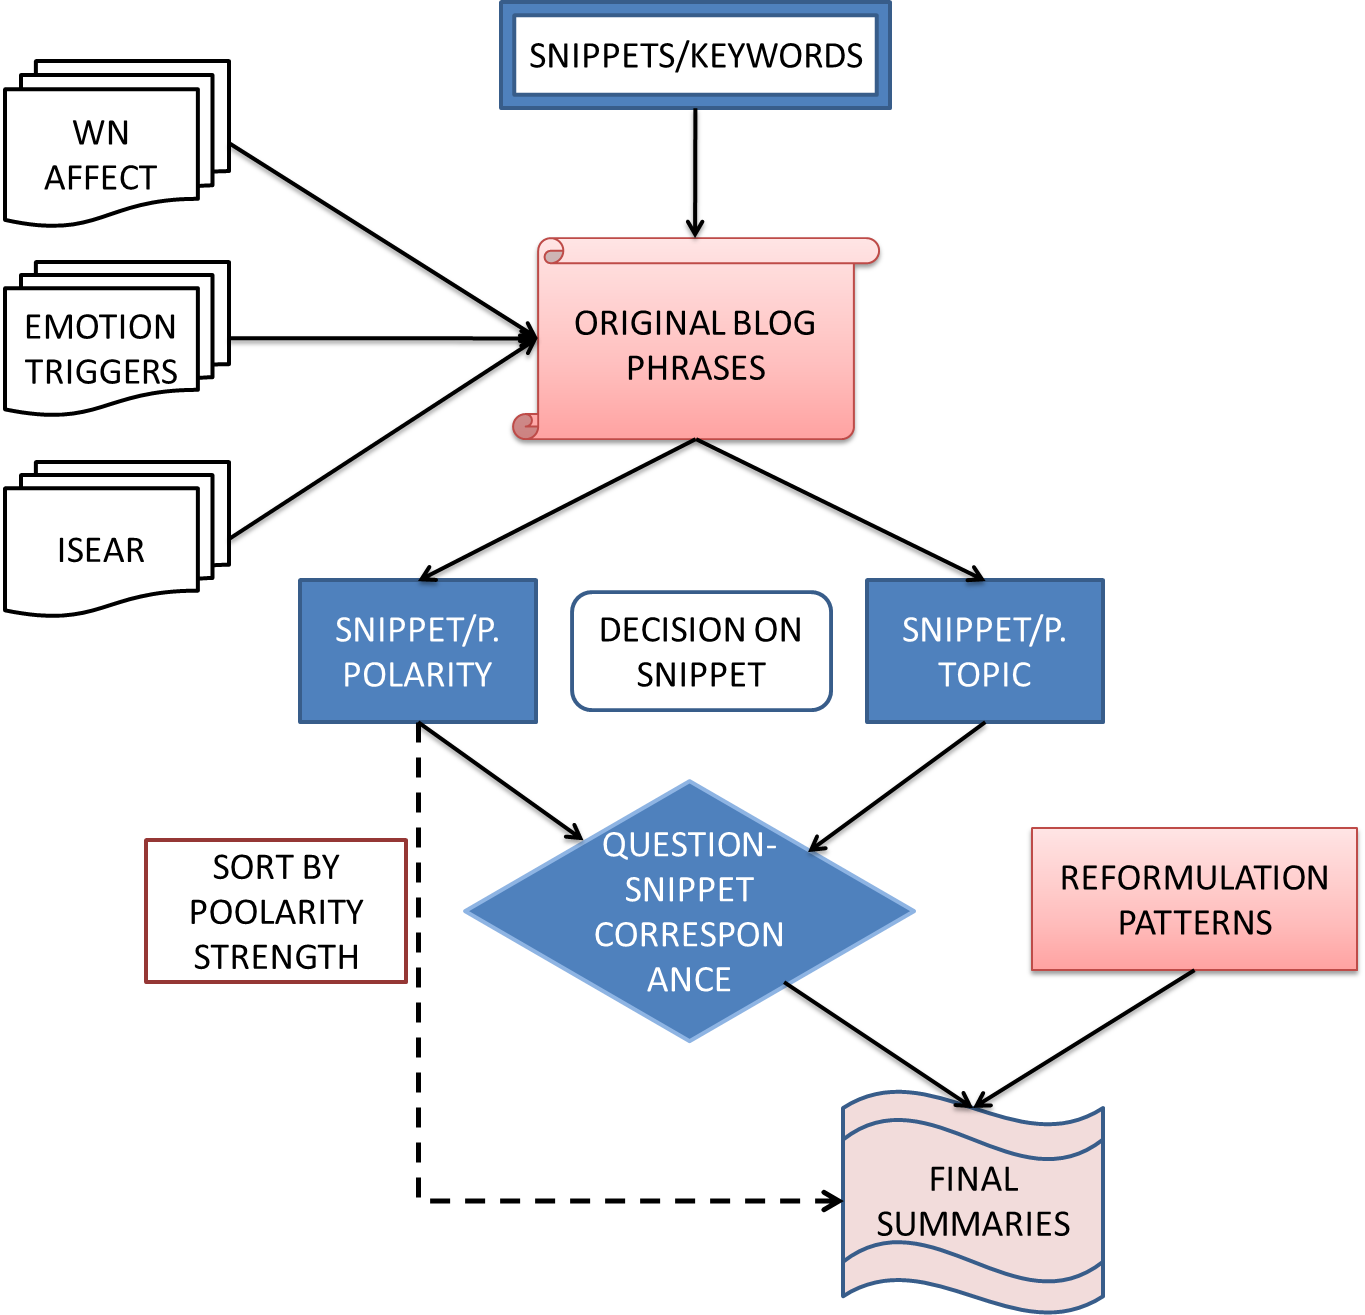 SNIPPETS/KEYWORDS
WN
AFFECT
EMOTION
TRIGGERS
ISEAR
ORIGINAL BLOG
PHRASES
SNIPPET/P.
POLARITY
DECISION ON
SNIPPET
SNIPPET/P.
TOPIC
SORT BY
POOLARITY
STRENGTH
QUESTION-
SNIPPET
CORRESPON
ANCE
REFORMULATION
PATTERNS
FINAL
SUMMARIES